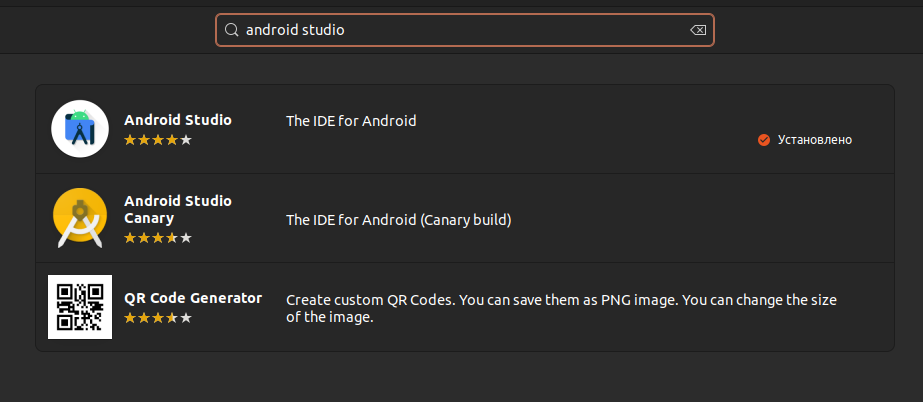 android studio
Android Studio
The IDE for Android
Установлено
Android Studio
Canary
The IDE for Android (Canary build)
QR Code Generator
Create custom QR Codes. You can save them as PNG image. You can change the size
of the image.